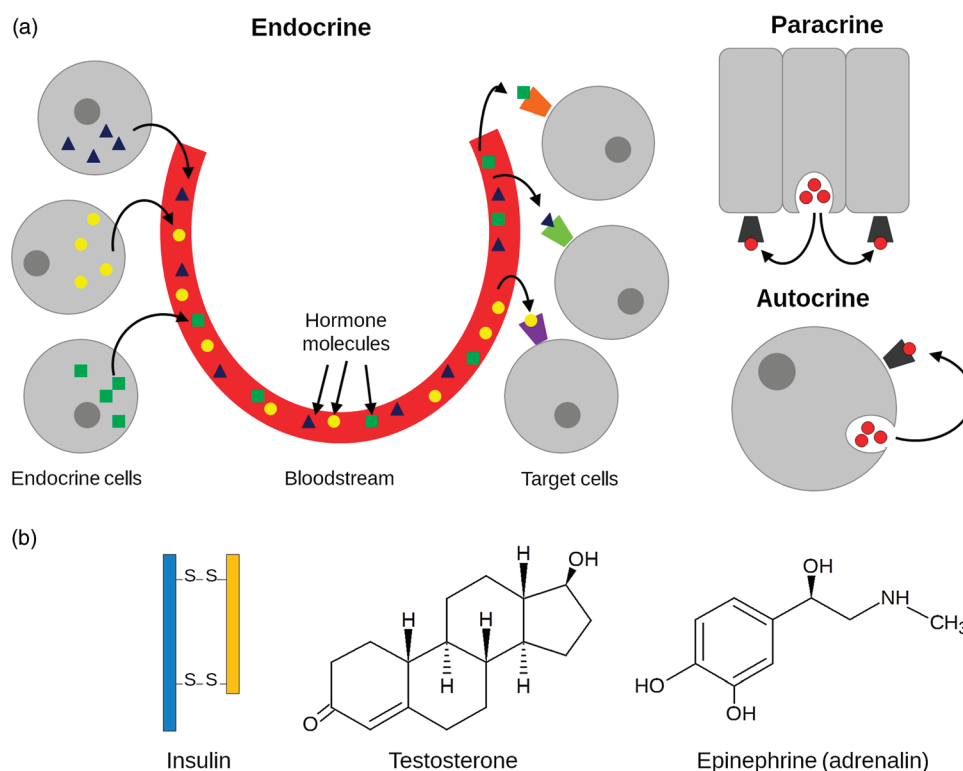 (a)
Endocrine
Paracrine
Hormone
molecules
Autocrine
Endocrine cells
Bloodstream
Target cells
(b)
S S
S S
Insulin
H
OH
H
H
H
H
O
Testosterone
OH
NH
CH3
HO
OH
Epinephrine (adrenalin)